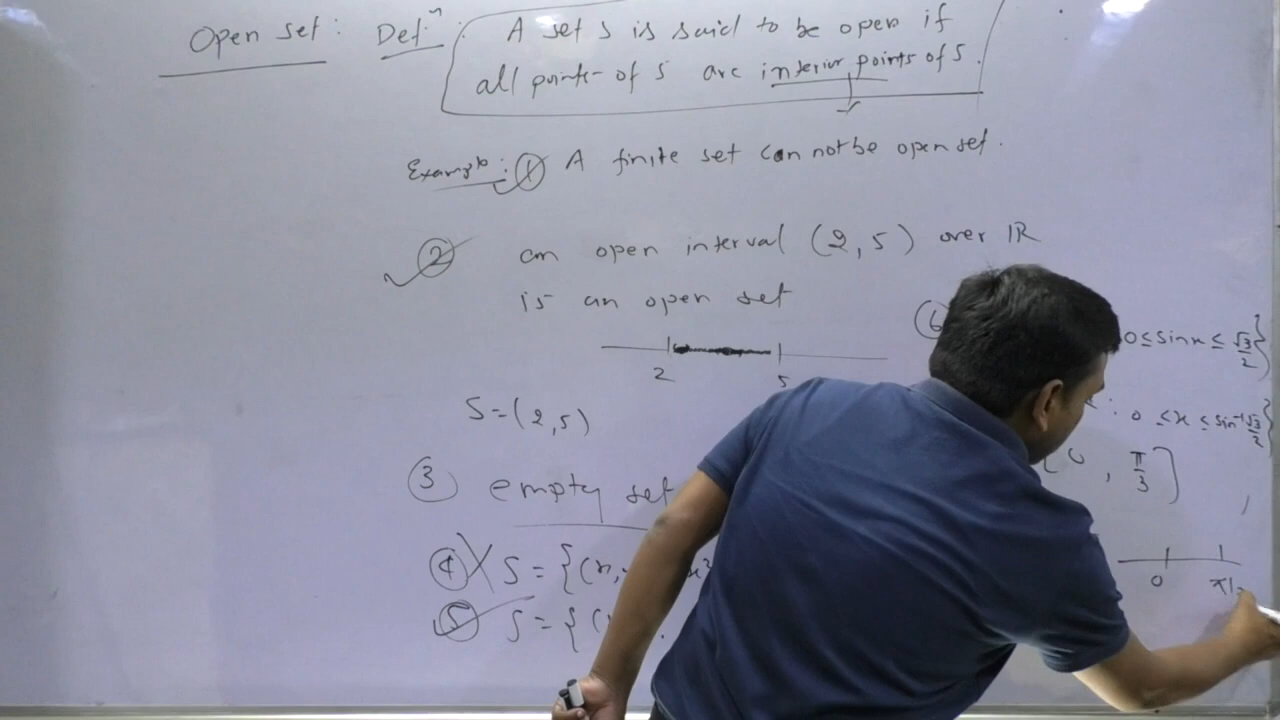 Open set: Defⁿ: A set S is said to be open if
all points of S are interior points of S.
Example: ① A finite set can not be open set.
② an open interval (2, 5) over IR
is an open set
2 5
S = (2, 5)
③ empty set
④ S = {(x,
⑤ S = {(
⑥ 0 ≤ sin x ≤ √3/2}
: 0 ≤ x ≤ sin⁻¹ √3/2}
[0, π/3]
0 π/